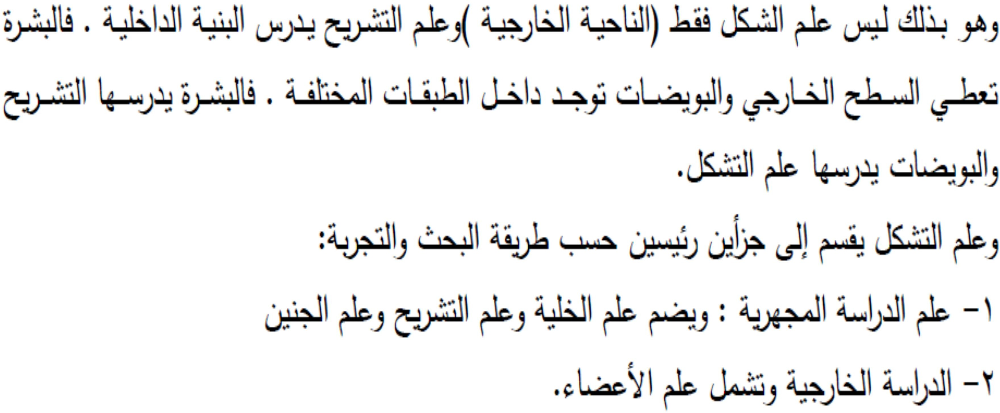 وهو بذلك ليس علم الشكل فقط (الناحية الخارجية )وعلم التشريح يدرس البنية الداخلية . فالبشرة
تعطي السطح الخارجي والبويضات توجد داخل الطبقات المختلفة . فالبشرة يدرسها التشريح
والبويضات يدرسها علم التشكل.
وعلم التشكل يقسم إلى جزأين رئيسين حسب طريقة البحث والتجربة:
١- علم الدراسة المجهرية : ويضم علم الخلية وعلم التشريح وعلم الجنين
٢- الدراسة الخارجية وتشمل علم الأعضاء.